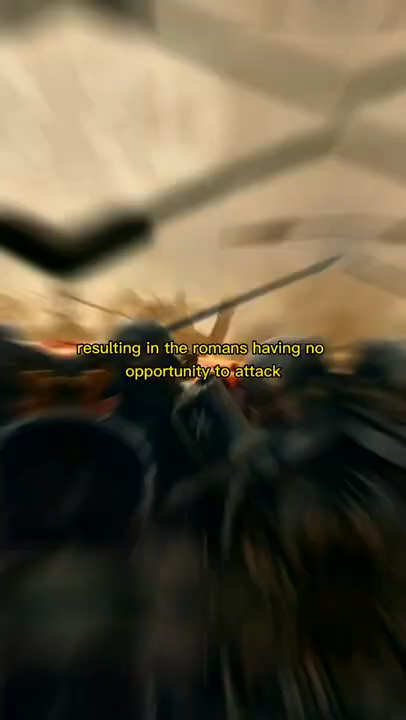 resulting in the romans having no
opportunity to attack